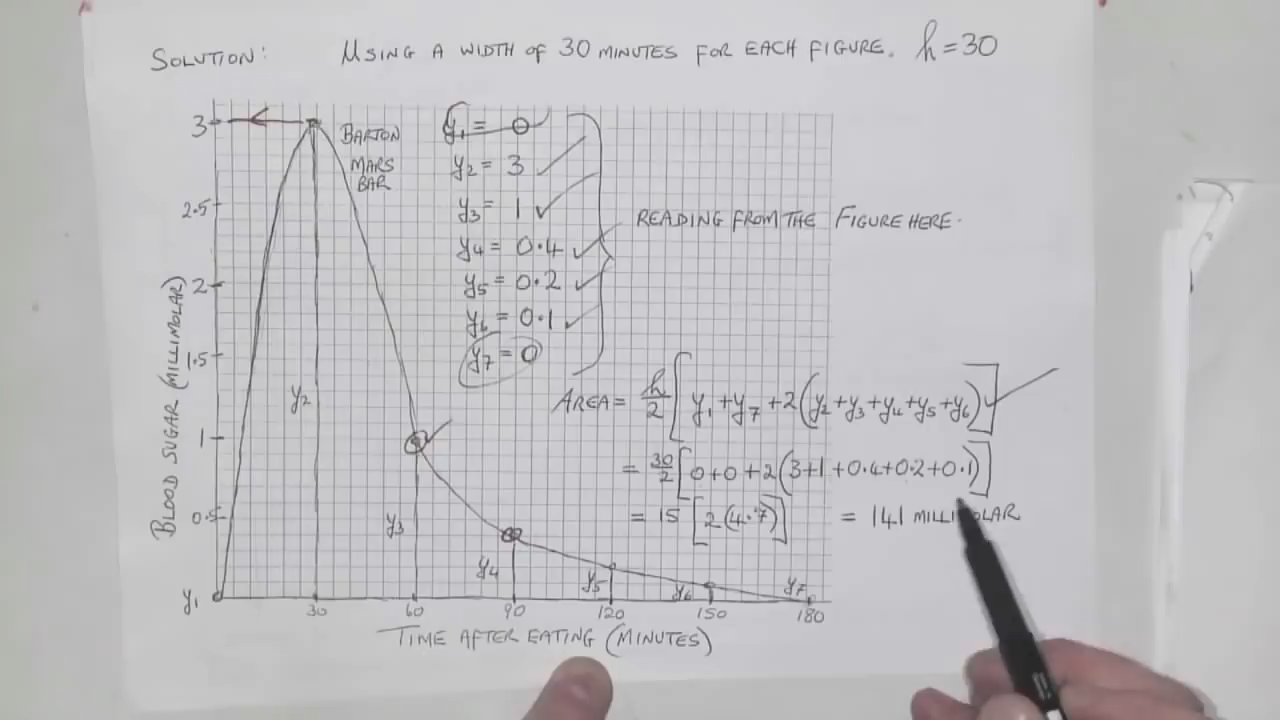 SOLUTION: USING A WIDTH OF 30 MINUTES FOR EACH FIGURE. h=30
3
2.5
2
1.5
1
0.5
BLOOD SUGAR (MILLIMOLAR)
BARTON
MARS
BAR
y1 = 0
y2 = 3
y3 = 1
y4 = 0.4
y5 = 0.2
y6 = 0.1
y7 = 0
READING FROM THE FIGURE HERE.
AREA = h/2 [y1+y7+2(y2+y3+y4+y5+y6)]
= 30/2 [0+0+2(3+1+0.4+0.2+0.1)]
= 15 [2(4.7)] = 141 MILLIMOLAR
y1
y2
y3
y4
y5
y6
y7
30 60 90 120 150 180
TIME AFTER EATING (MINUTES)